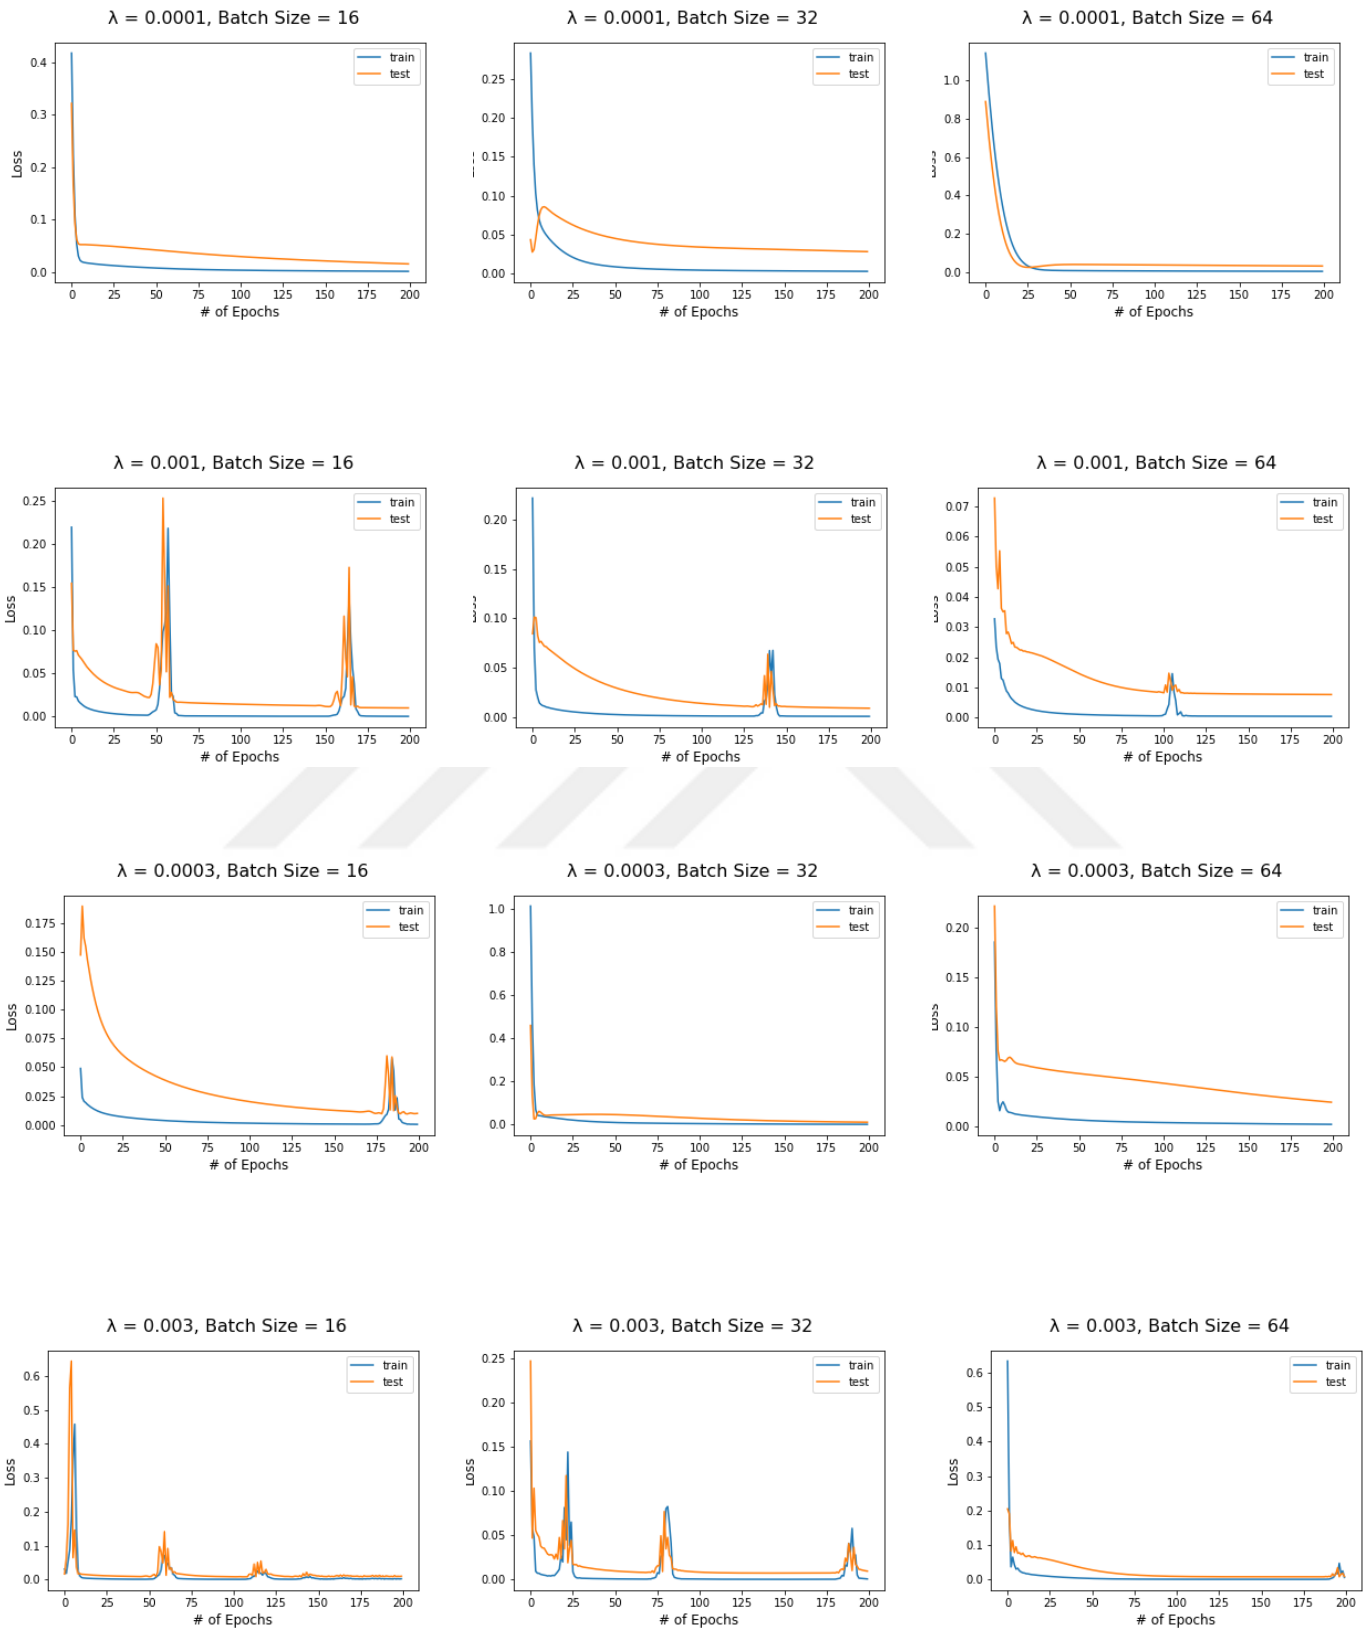 λ = 0.0001, Batch Size = 16
train
test
0.4
0.3
0.2
0.1
0.0
Loss
0 25 50 75 100 125 150 175 200
# of Epochs
λ = 0.0001, Batch Size = 32
train
test
0.25
0.20
0.15
0.10
0.05
0.00
0 25 50 75 100 125 150 175 200
# of Epochs
λ = 0.0001, Batch Size = 64
train
test
1.0
0.8
0.6
0.4
0.2
0.0
Loss
0 25 50 75 100 125 150 175 200
# of Epochs
λ = 0.001, Batch Size = 16
train
test
0.25
0.20
0.15
0.10
0.05
0.00
Loss
0 25 50 75 100 125 150 175 200
# of Epochs
λ = 0.001, Batch Size = 32
train
test
0.20
0.15
0.10
0.05
0.00
Loss
0 25 50 75 100 125 150 175 200
# of Epochs
λ = 0.001, Batch Size = 64
train
test
0.07
0.06
0.05
0.04
0.03
0.02
0.01
0.00
Loss
0 25 50 75 100 125 150 175 200
# of Epochs
λ = 0.0003, Batch Size = 16
train
test
0.175
0.150
0.125
0.100
0.075
0.050
0.025
0.000
Loss
0 25 50 75 100 125 150 175 200
# of Epochs
λ = 0.0003, Batch Size = 32
train
test
1.0
0.8
0.6
0.4
0.2
0.0
0 25 50 75 100 125 150 175 200
# of Epochs
λ = 0.0003, Batch Size = 64
train
test
0.20
0.15
0.10
0.05
0.00
Loss
0 25 50 75 100 125 150 175 200
# of Epochs
λ = 0.003, Batch Size = 16
train
test
0.6
0.5
0.4
0.3
0.2
0.1
0.0
Loss
0 25 50 75 100 125 150 175 200
# of Epochs
λ = 0.003, Batch Size = 32
train
test
0.25
0.20
0.15
0.10
0.05
0.00
Loss
0 25 50 75 100 125 150 175 200
# of Epochs
λ = 0.003, Batch Size = 64
train
test
0.6
0.5
0.4
0.3
0.2
0.1
0.0
Loss
0 25 50 75 100 125 150 175 200
# of Epochs